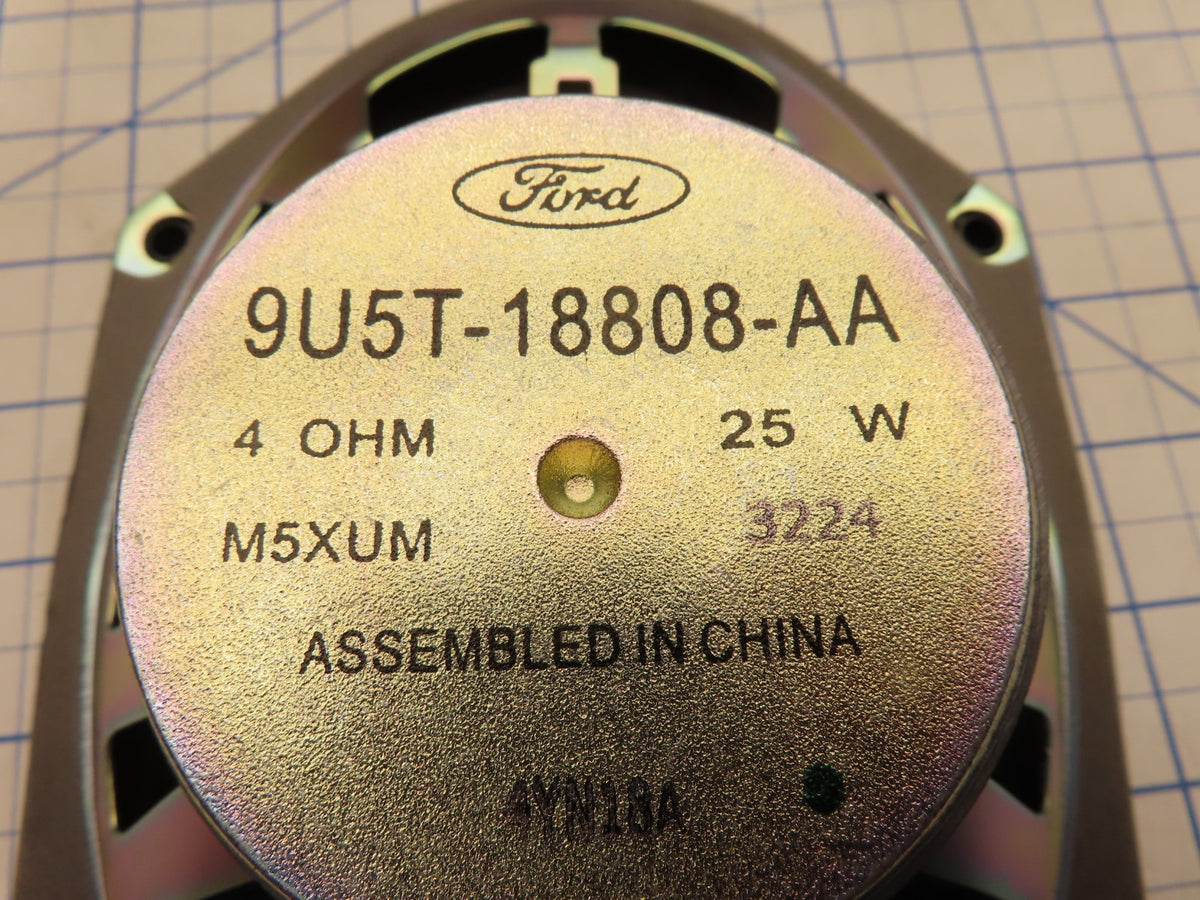 Ford
9U5T-18808-AA
4 OHM 25 W
M5XUM 3224
ASSEMBLED IN CHINA
4YN18A